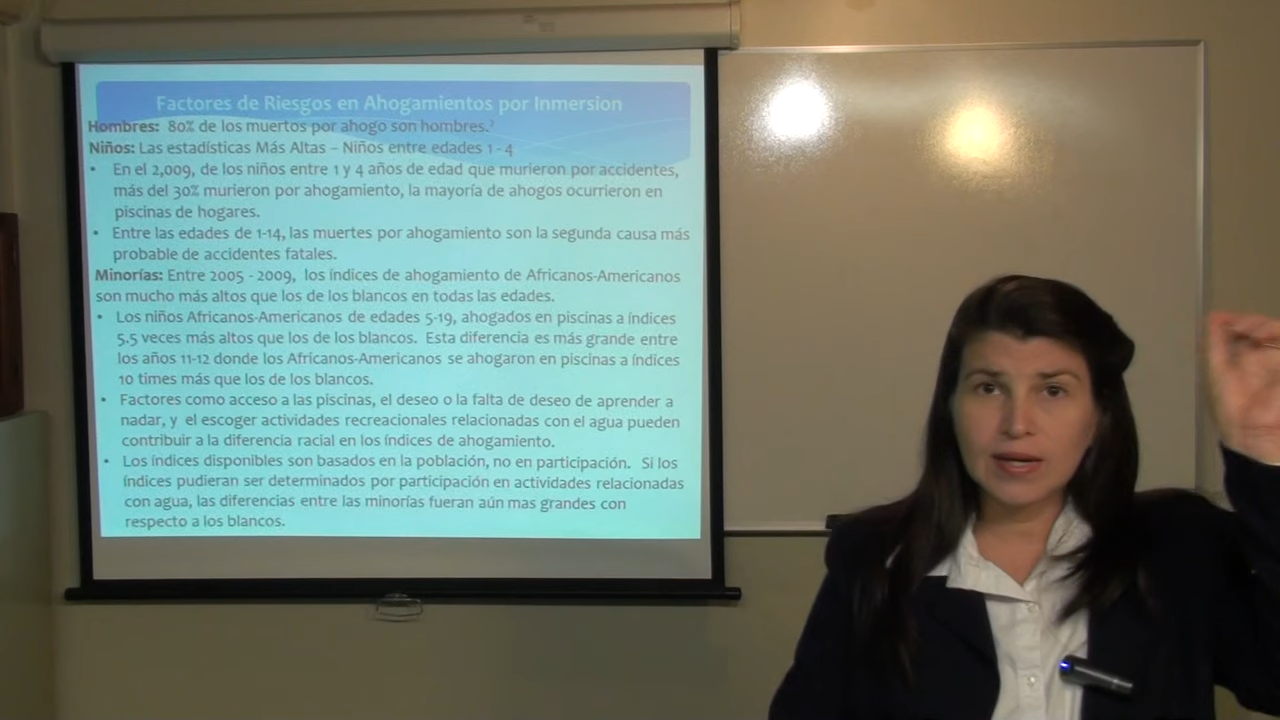 Factores de Riesgos en Ahogamientos por Inmersion
Hombres: 80% de los muertos por ahogo son hombres.²
Niños: Las estadísticas Más Altas – Niños entre edades 1 - 4
• En el 2,009, de los niños entre 1 y 4 años de edad que murieron por accidentes,
más del 30% murieron por ahogamiento, la mayoría de ahogos ocurrieron en
piscinas de hogares.
• Entre las edades de 1-14, las muertes por ahogamiento son la segunda causa más
probable de accidentes fatales.
Minorías: Entre 2005 - 2009, los índices de ahogamiento de Africanos-Americanos
son mucho más altos que los de los blancos en todas las edades.
• Los niños Africanos-Americanos de edades 5-19, ahogados en piscinas a índices
5.5 veces más altos que los de los blancos. Esta diferencia es más grande entre
los años 11-12 donde los Africanos-Americanos se ahogaron en piscinas a índices
10 times más que los de los blancos.
• Factores como acceso a las piscinas, el deseo o la falta de deseo de aprender a
nadar, y el escoger actividades recreacionales relacionadas con el agua pueden
contribuir a la diferencia racial en los índices de ahogamiento.
• Los índices disponibles son basados en la población, no en participación. Si los
índices pudieran ser determinados por participación en actividades relacionadas
con agua, las diferencias entre las minorías fueran aún mas grandes con
respecto a los blancos.